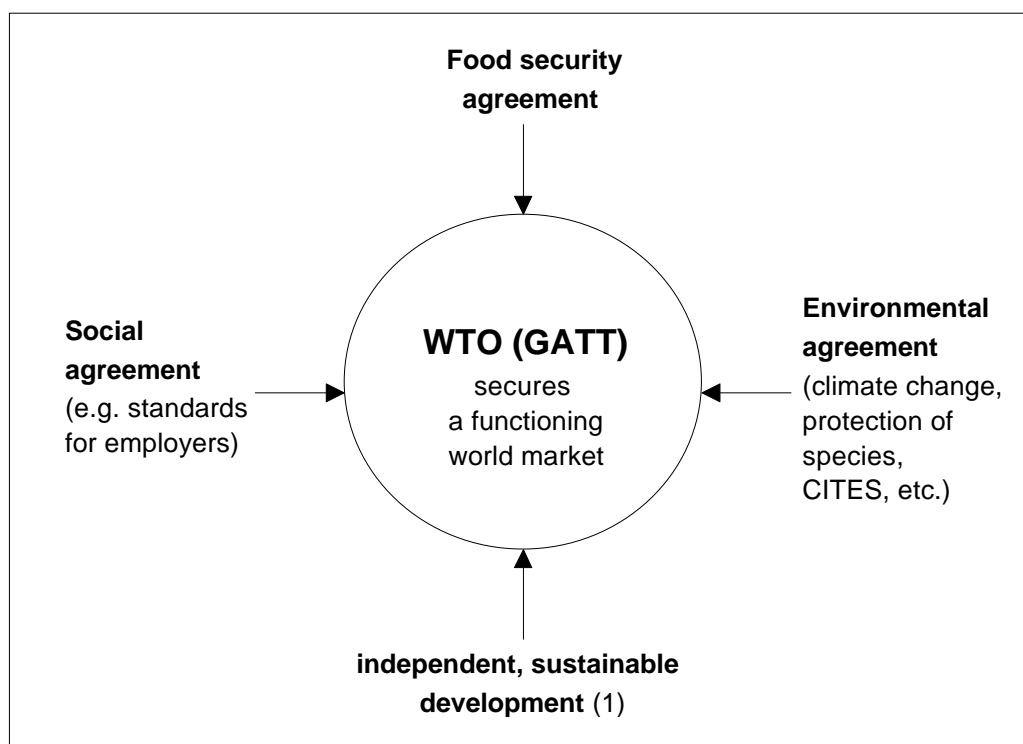 Food security
agreement
Social
agreement
(e.g. standards
for employers)
WTO (GATT)
secures
a functioning
world market
Environmental
agreement
(climate change,
protection of
species,
CITES, etc.)
independent, sustainable
development (1)